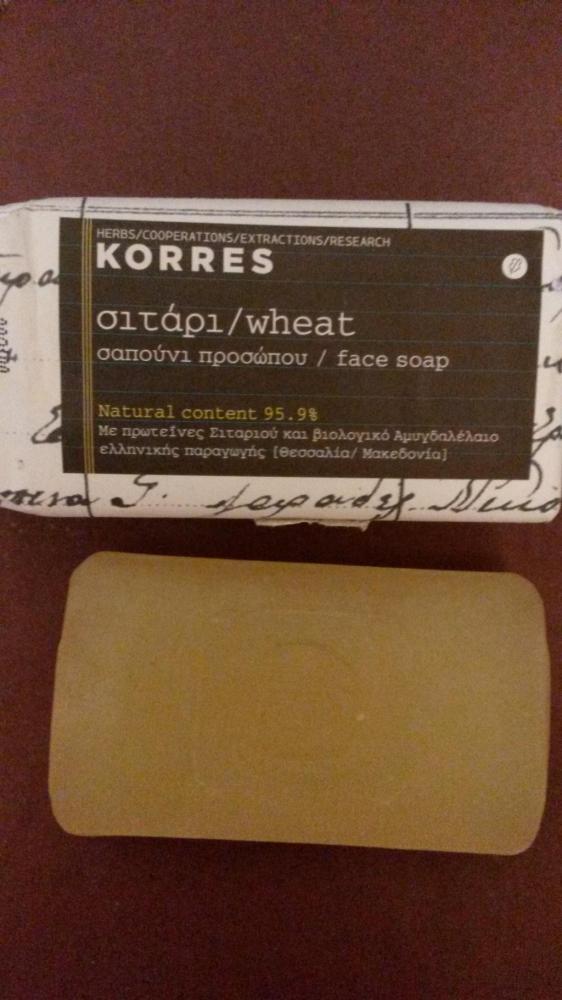 HERBS/COOPERATIONS/EXTRACTIONS/RESEARCH
KORRES
σιτάρι/wheat
σαπούνι προσώπου / face soap
Natural content 95.9%
Με πρωτεΐνες Σιταριού και βιολογικό Αμυγδαλέλαιο
ελληνικής παραγωγής [Θεσσαλία/ Μακεδονία]